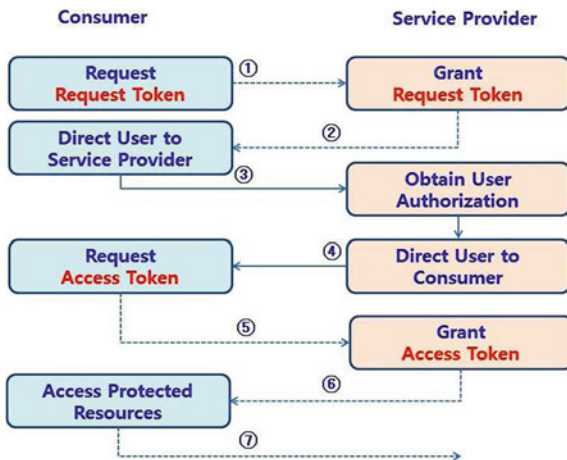 Consumer
Service Provider
Request
Request Token
①
Grant
Request Token
②
Direct User to
Service Provider
③
Obtain User
Authorization
Request
Access Token
④
Direct User to
Consumer
⑤
Grant
Access Token
⑥
Access Protected
Resources
⑦